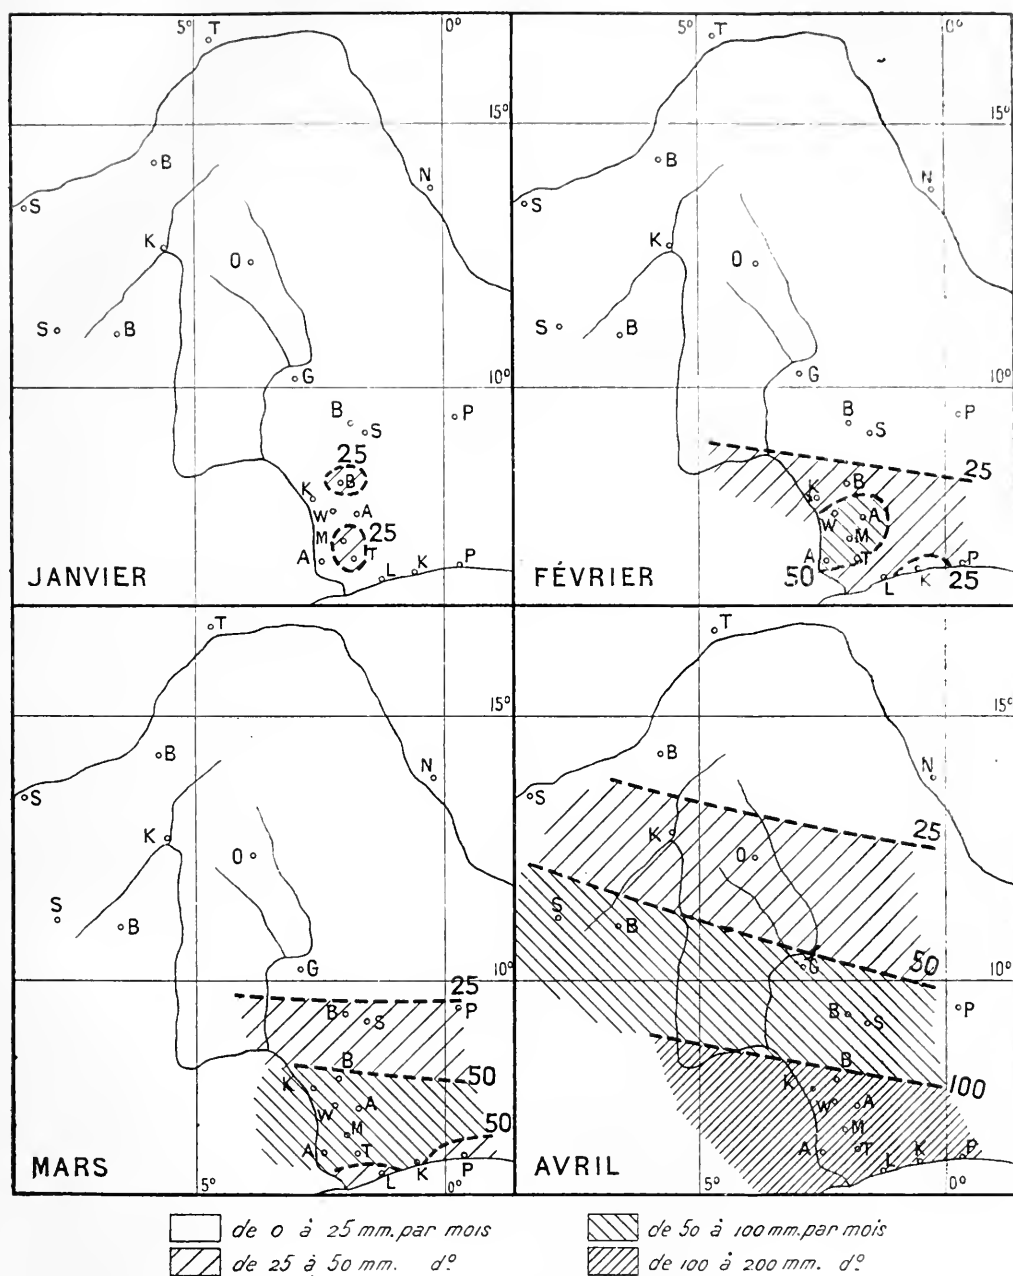 5° T 0°
15°
B
N
S
K
O
S B
10°
G
B
P
S
25
B
K
W A
25
M
T
A
K P
L
JANVIER
5° T 0°
15°
B
N
S
K
O
S
B
10°
G
B P
S
25
B
K
W A
M
A T P
50
K 25
L
FÉVRIER
T
15°
B
N
S
K
O
S
B
G
10°
25
B P
S
B
50
K
A
W
50
M
A T
K P
L
MARS
5° 0°
T
15°
B
N
S
25
K
O
S
B
50
G 10°
P
B
S
B
100
K
W A
M
T
A
K P
L
AVRIL
5° 0°
de 0 à 25 mm. par mois
de 25 à 50 mm. d°
de 50 à 100 mm. par mois
de 100 à 200 mm. d°